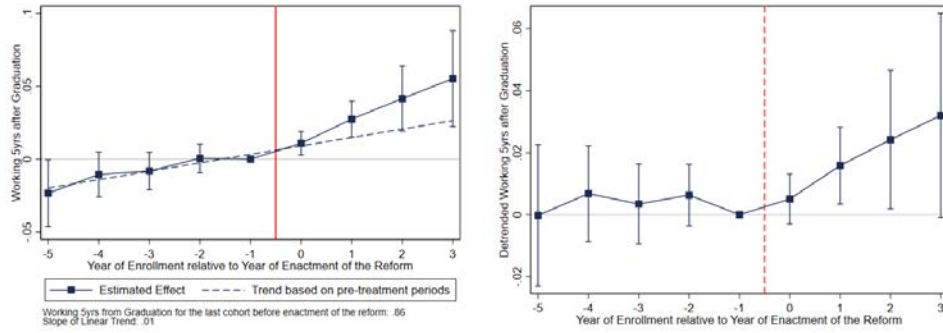 .1
.05
0
-.05
Working 5yrs after Graduation
-5 -4 -3 -2 -1 0 1 2 3
Year of Enrollment relative to Year of Enactment of the Reform
Estimated Effect Trend based on pre-treatment periods
Working 5yrs from Graduation for the last cohort before enactment of the reform: .86
Slope of Linear Trend: .01
.06
.04
.02
0
-.02
Detrended Working 5yrs after Graduation
-5 -4 -3 -2 -1 0 1 2 3
Year of Enrollment relative to Year of Enactment of the Reform